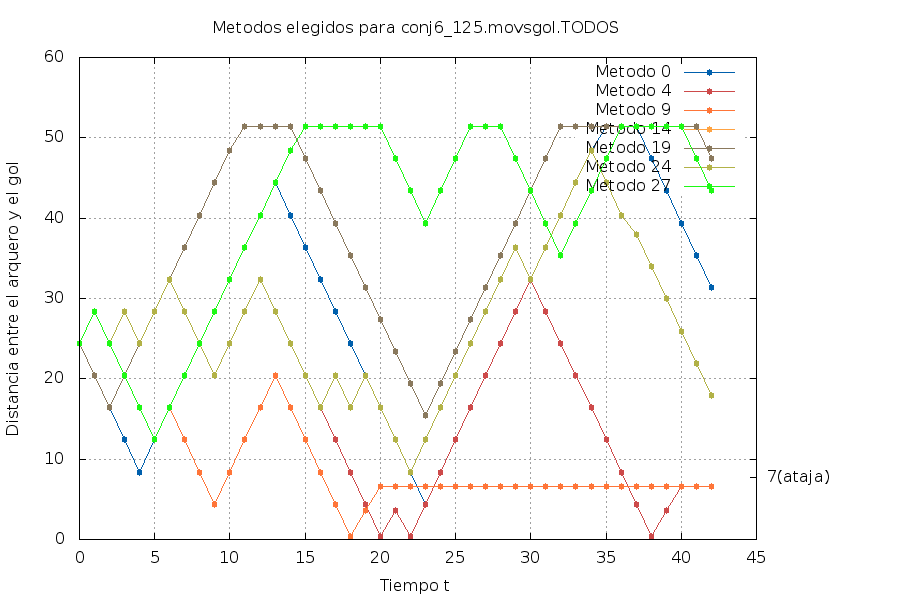 Metodos elegidos para conj6_125.movsgol.TODOS
Distancia entre el arquero y el gol
60
50
40
30
20
10
0
Metodo 0
Metodo 4
Metodo 9
Metodo 14
Metodo 19
Metodo 24
Metodo 27
7(ataja)
0 5 10 15 20 25 30 35 40 45
Tiempo t